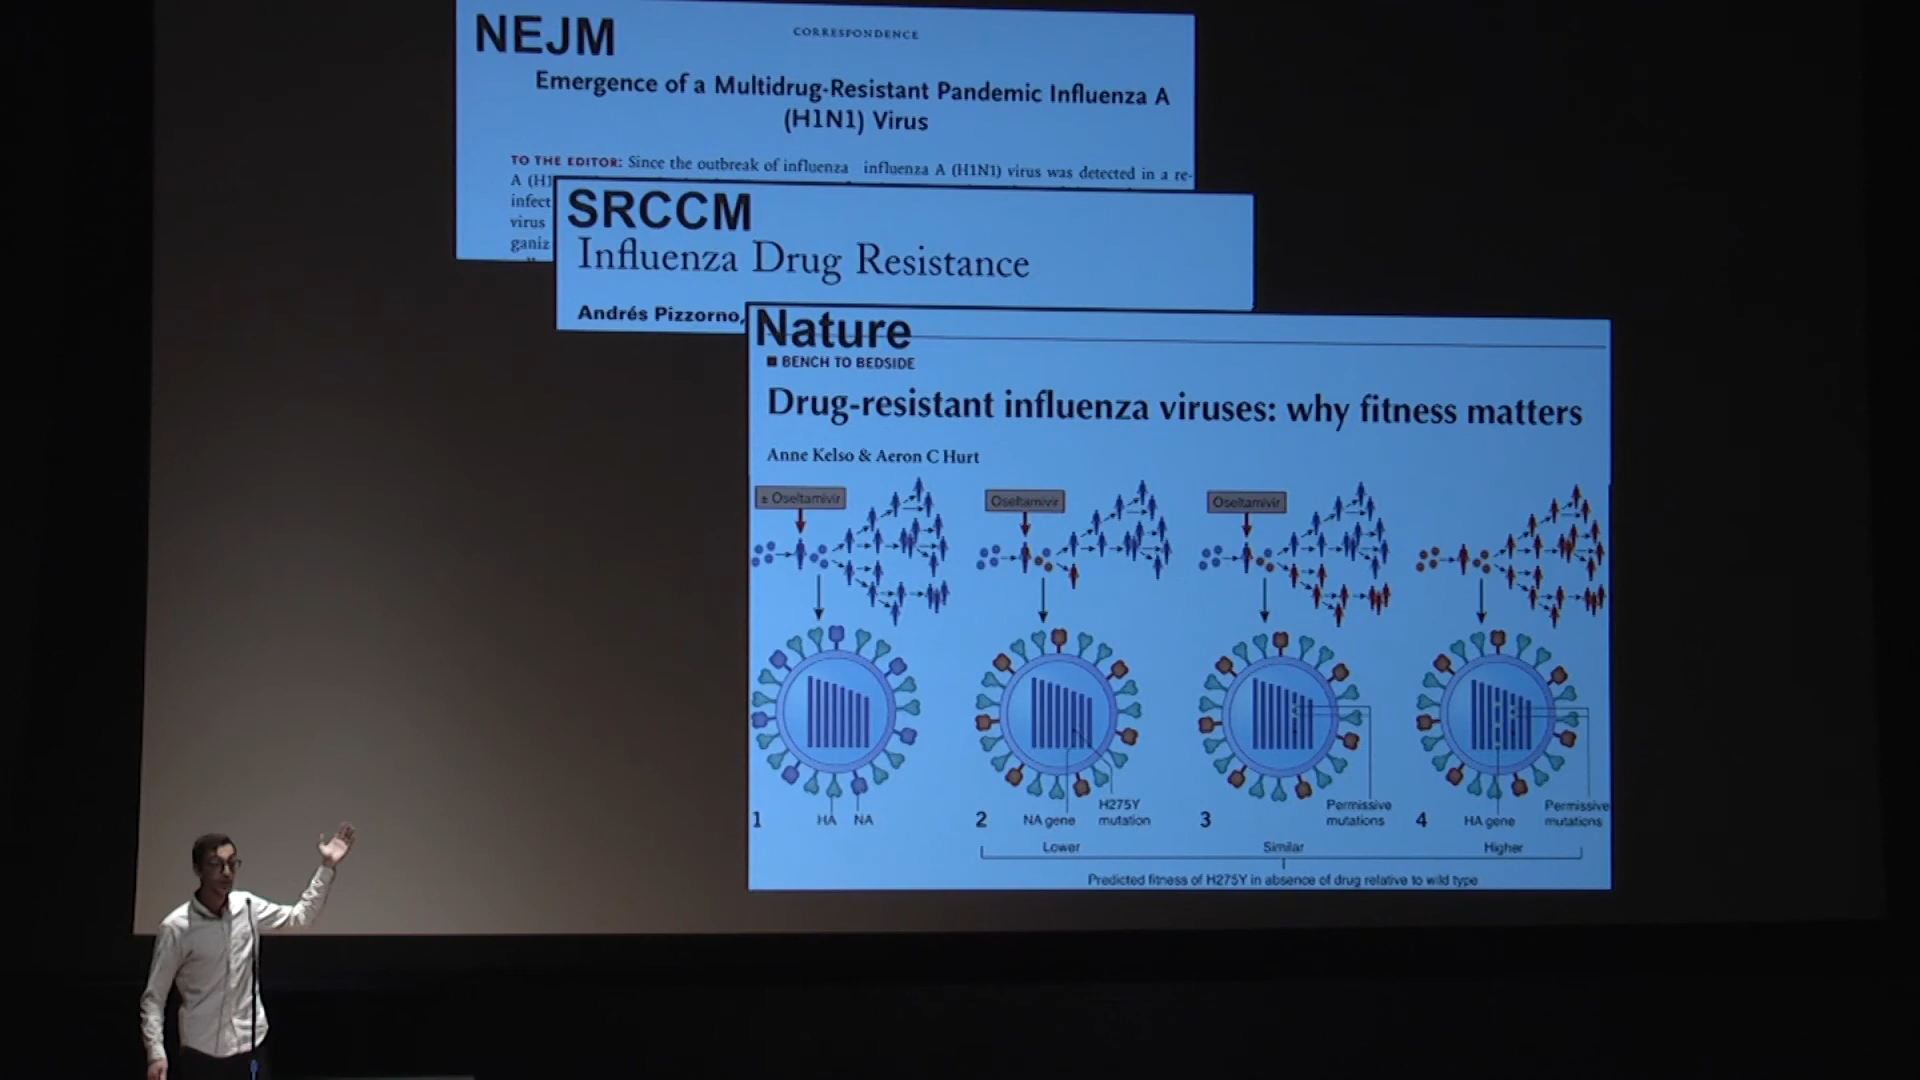 NEJM
CORRESPONDENCE
Emergence of a Multidrug-Resistant Pandemic Influenza A
(H1N1) Virus
TO THE EDITOR: Since the outbreak of influenza influenza A (H1N1) virus was detected in a re-
A (H1
infect
virus
ganiz
SRCCM
Influenza Drug Resistance
Andrés Pizzorno,
Nature
BENCH TO BEDSIDE
Drug-resistant influenza viruses: why fitness matters
Anne Kelso & Aeron C Hurt
± Oseltamivir Oseltamivir Oseltamivir
H275Y Permissive Permissive
1 HA NA 2 NA gene mutation 3 mutations 4 HA gene mutations
Lower Similar Higher
Predicted fitness of H275Y in absence of drug relative to wild type